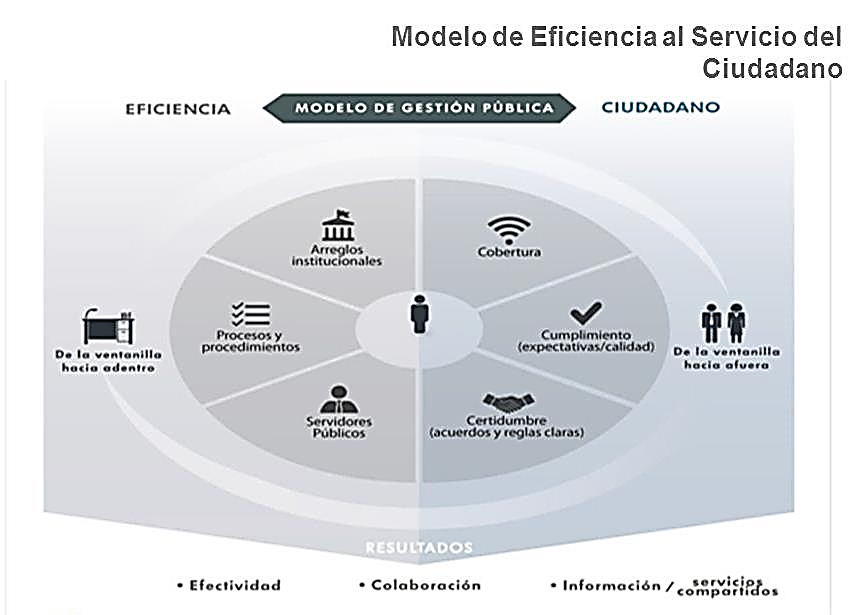 Modelo de Eficiencia al Servicio del
Ciudadano
EFICIENCIA
MODELO DE GESTIÓN PÚBLICA
CIUDADANO
Arreglos
institucionales
Cobertura
Procesos y
procedimientos
Cumplimiento
(expectativas/calidad)
De la ventanilla
hacia adentro
De la ventanilla
hacia afuera
Servidores
Públicos
Certidumbre
(acuerdos y reglas claras)
RESULTADOS
• Efectividad
• Colaboración
• Información / servicios
compartidos